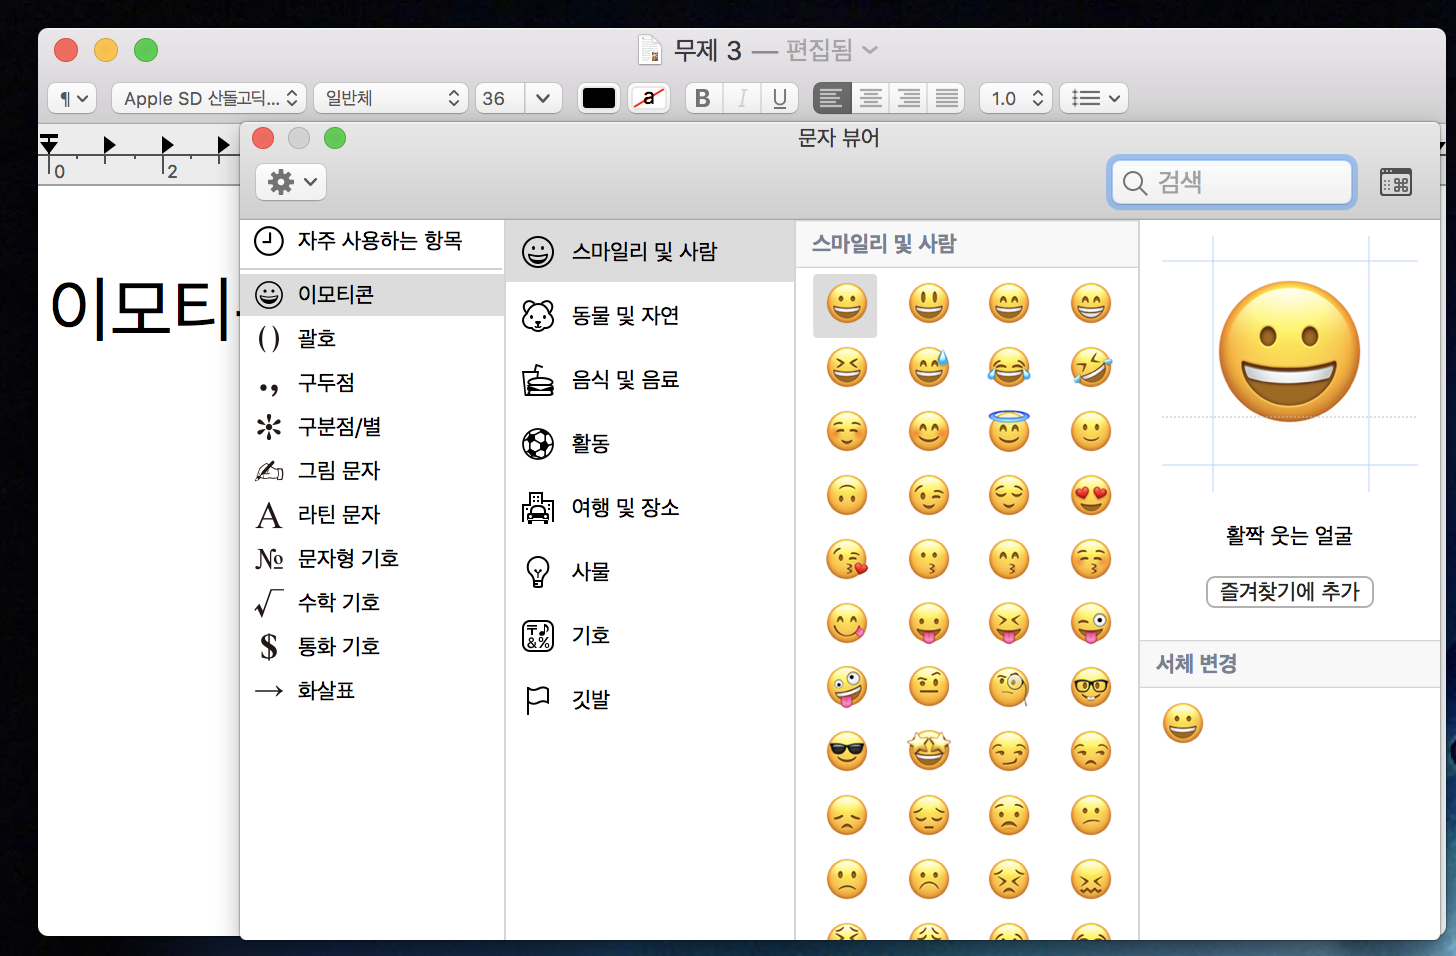 무제 3 — 편집됨
¶ Apple SD 산돌고딕... 일반체 36 a B I U 1.0
0 2
이모티
문자 뷰어
검색
자주 사용하는 항목
이모티콘
( ) 괄호
., 구두점
구분점/별
그림 문자
A 라틴 문자
№ 문자형 기호
√ 수학 기호
$ 통화 기호
→ 화살표
스마일리 및 사람
동물 및 자연
음식 및 음료
활동
여행 및 장소
사물
기호
깃발
스마일리 및 사람
활짝 웃는 얼굴
즐겨찾기에 추가
서체 변경